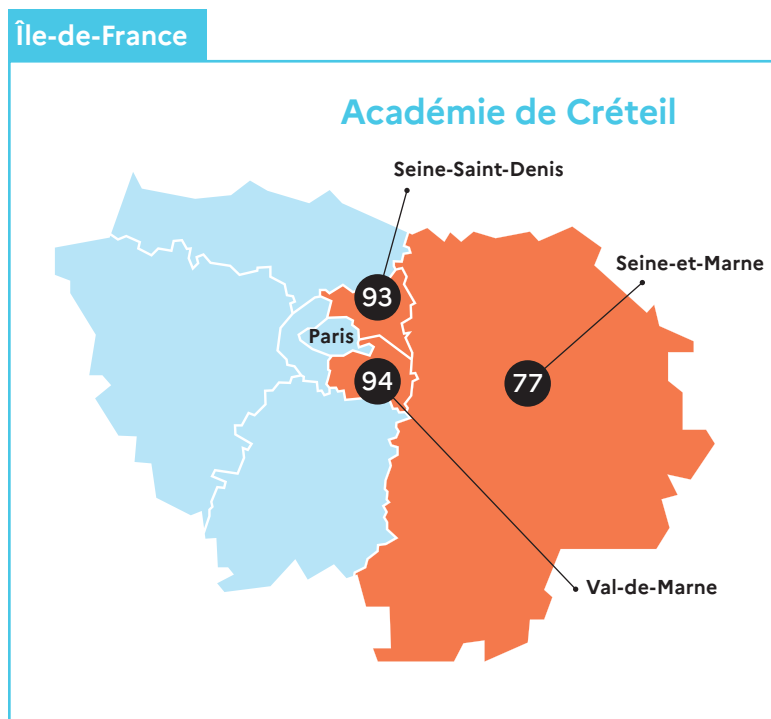 Île-de-France
Académie de Créteil
Seine-Saint-Denis
Seine-et-Marne
93
Paris
94
77
Val-de-Marne